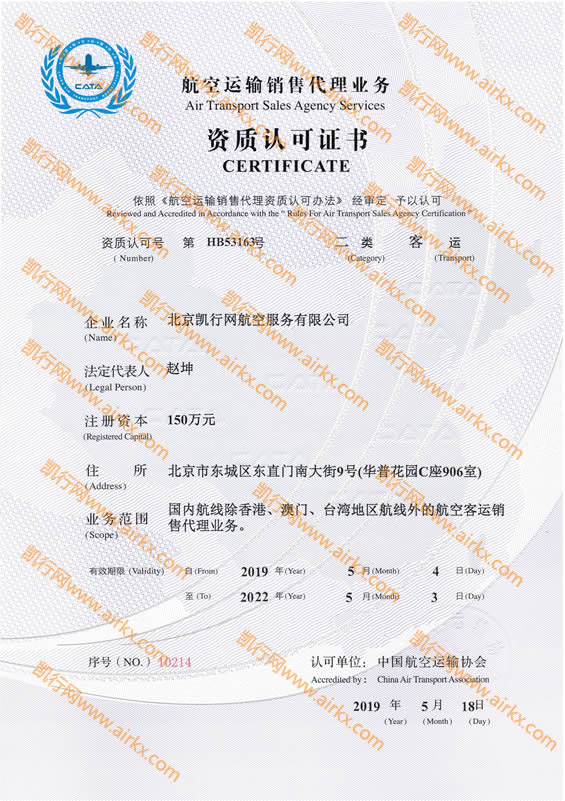 CATA
航空运输销售代理业务
Air Transport Sales Agency Services
资质认可证书
CERTIFICATE
依照《航空运输销售代理资质认可办法》 经审定 予以认可
Reviewed and Accredited in Accordance with the " Rules For Air Transport Sales Agency Certification "
资质认可号 第 HB53163号 二类 客运
(Number) (Category) (Transport)
企业名称 北京凯行网航空服务有限公司
(Name)
法定代表人 赵坤
(Legal Person)
注册资本 150万元
(Registered Capital)
住所 北京市东城区东直门南大街9号(华普花园C座906室)
(Address)
业务范围 国内航线除香港、澳门、台湾地区航线外的航空客运销
(Scope) 售代理业务。
有效期限 (Validity) 自 (From) 2019 年(Year) 5 月(Month) 4 日(Day)
至 (To) 2022 年(Year) 5 月(Month) 3 日(Day)
序号 (NO.) 10214 认可单位: 中国航空运输协会
Accredited by : China Air Transport Association
2019 年 5 月 18日
(Year) (Month) (Day)
凯行网www.airkx.com